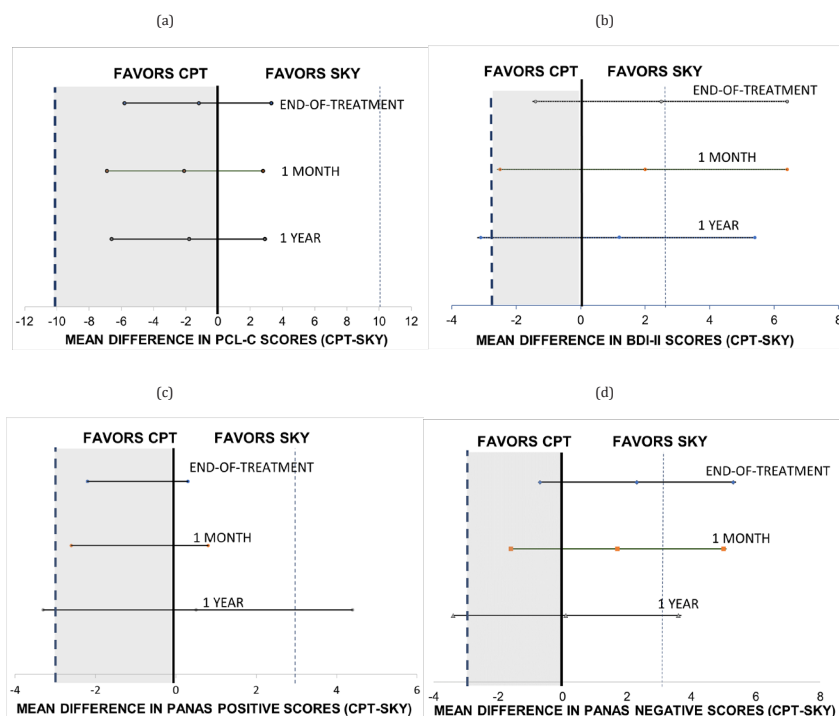 (a)
FAVORS CPT FAVORS SKY
END-OF-TREATMENT
1 MONTH
1 YEAR
-12 -10 -8 -6 -4 -2 0 2 4 6 8 10 12
MEAN DIFFERENCE IN PCL-C SCORES (CPT-SKY)
(b)
FAVORS CPT FAVORS SKY
END-OF-TREATMENT
1 MONTH
1 YEAR
-4 -2 0 2 4 6 8
MEAN DIFFERENCE IN BDI-II SCORES (CPT-SKY)
(c)
FAVORS CPT FAVORS SKY
END-OF-TREATMENT
1 MONTH
1 YEAR
-4 -2 0 2 4 6
MEAN DIFFERENCE IN PANAS POSITIVE SCORES (CPT-SKY)
(d)
FAVORS CPT FAVORS SKY
END-OF-TREATMENT
1 MONTH
1 YEAR
-4 -2 0 2 4 6 8
MEAN DIFFERENCE IN PANAS NEGATIVE SCORES (CPT-SKY)